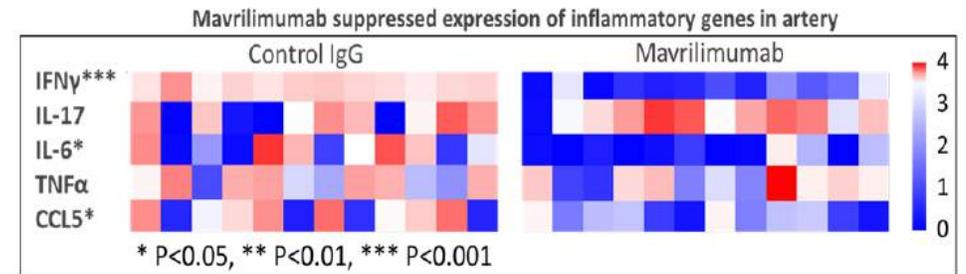 Mavrilimumab suppressed expression of inflammatory genes in artery
Control IgG
Mavrilimumab
IFNγ***
IL-17
IL-6*
TNFα
CCL5*
4
3
2
1
0
* P<0.05, ** P<0.01, *** P<0.001